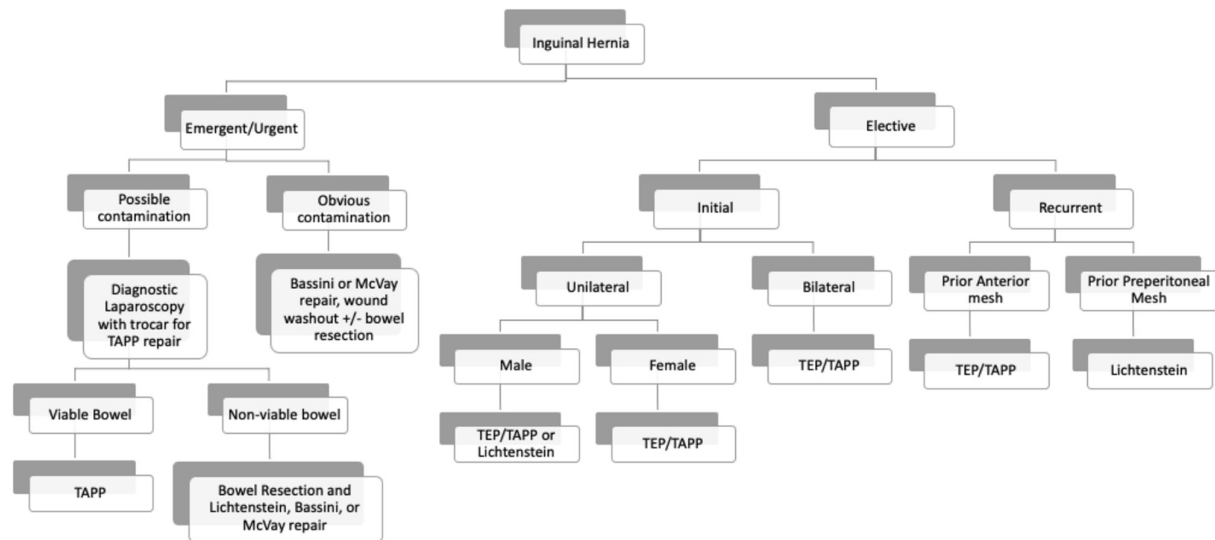 Inguinal Hernia
Emergent/Urgent
Elective
Possible
contamination
Obvious
contamination
Initial
Recurrent
Diagnostic
Laparoscopy
with trocar for
TAPP repair
Bassini or McVay
repair, wound
washout +/- bowel
resection
Unilateral
Bilateral
Prior Anterior
mesh
Prior Preperitoneal
Mesh
Male
Female
TEP/TAPP
TEP/TAPP
Lichtenstein
Viable Bowel
Non-viable bowel
TEP/TAPP or
Lichtenstein
TEP/TAPP
TAPP
Bowel Resection and
Lichtenstein, Bassini, or
McVay repair